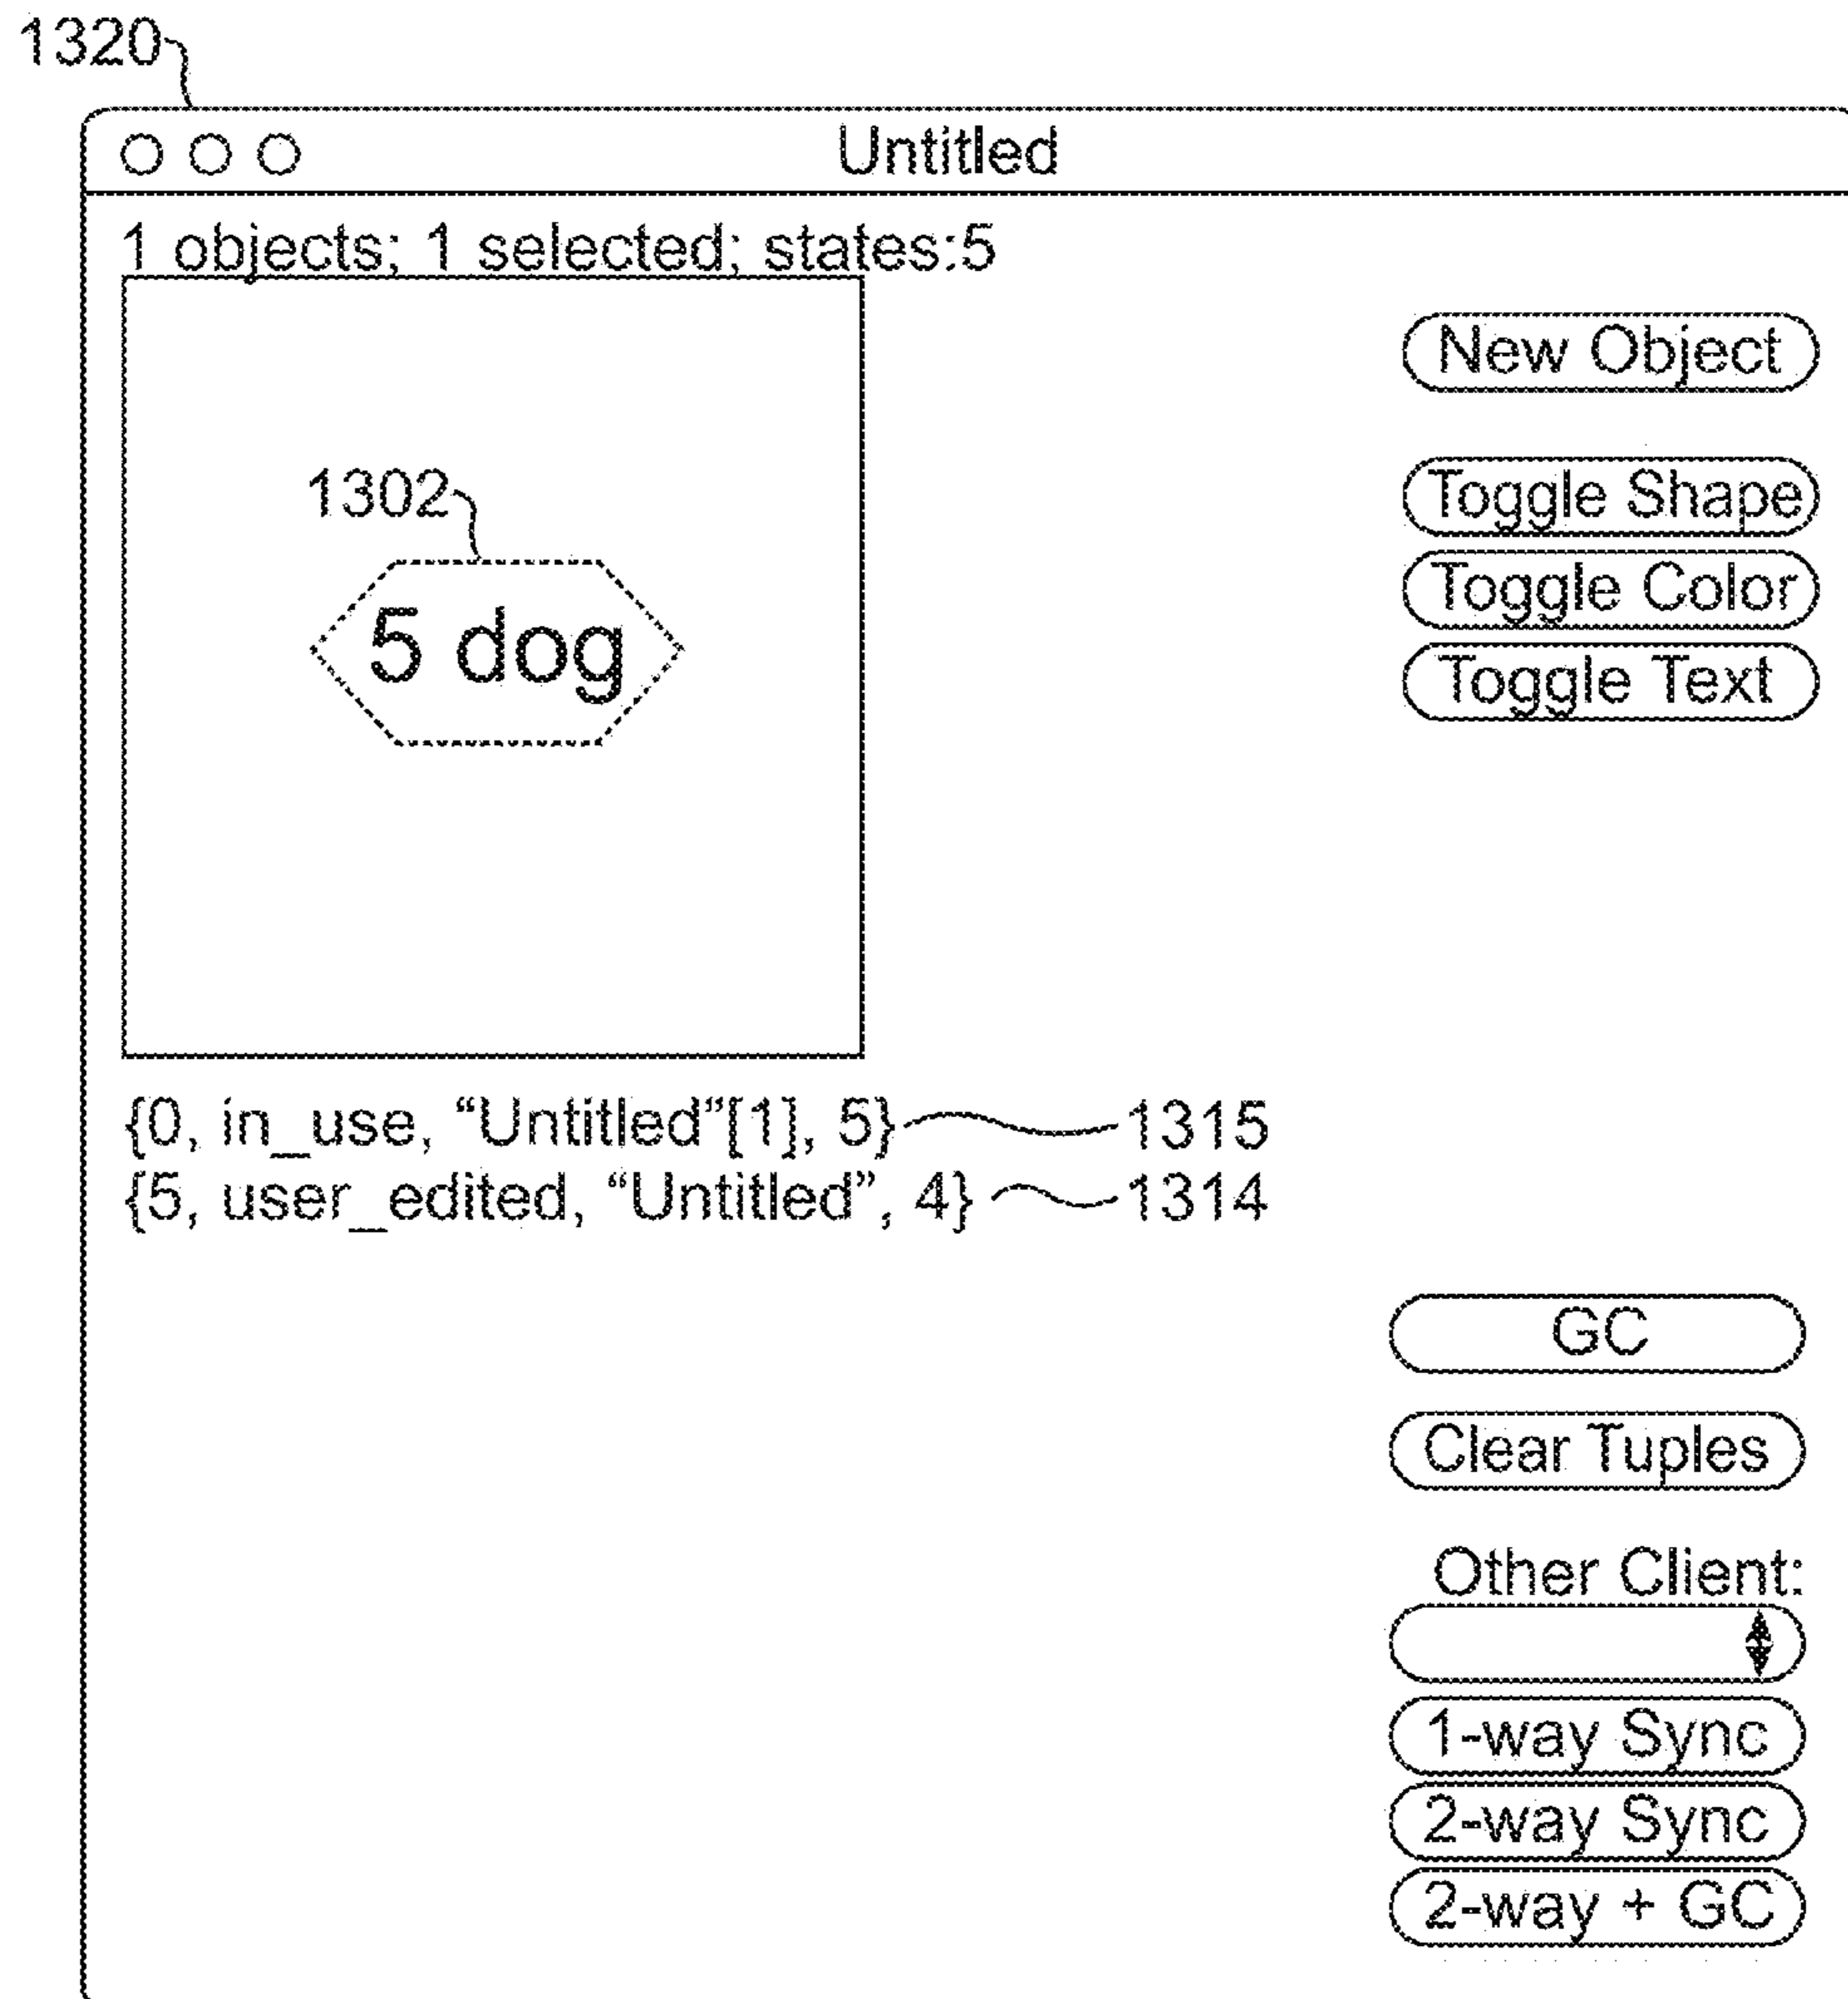 1320
Untitled
1 objects; 1 selected; states:5
New Object
1302
Toggle Shape
Toggle Color
5 dog
Toggle Text
{0, in_use, “Untitled”[1], 5} 1315
{5, user_edited, “Untitled”, 4} 1314
GC
Clear Tuples
Other Client:
1-way Sync
2-way Sync
2-way + GC